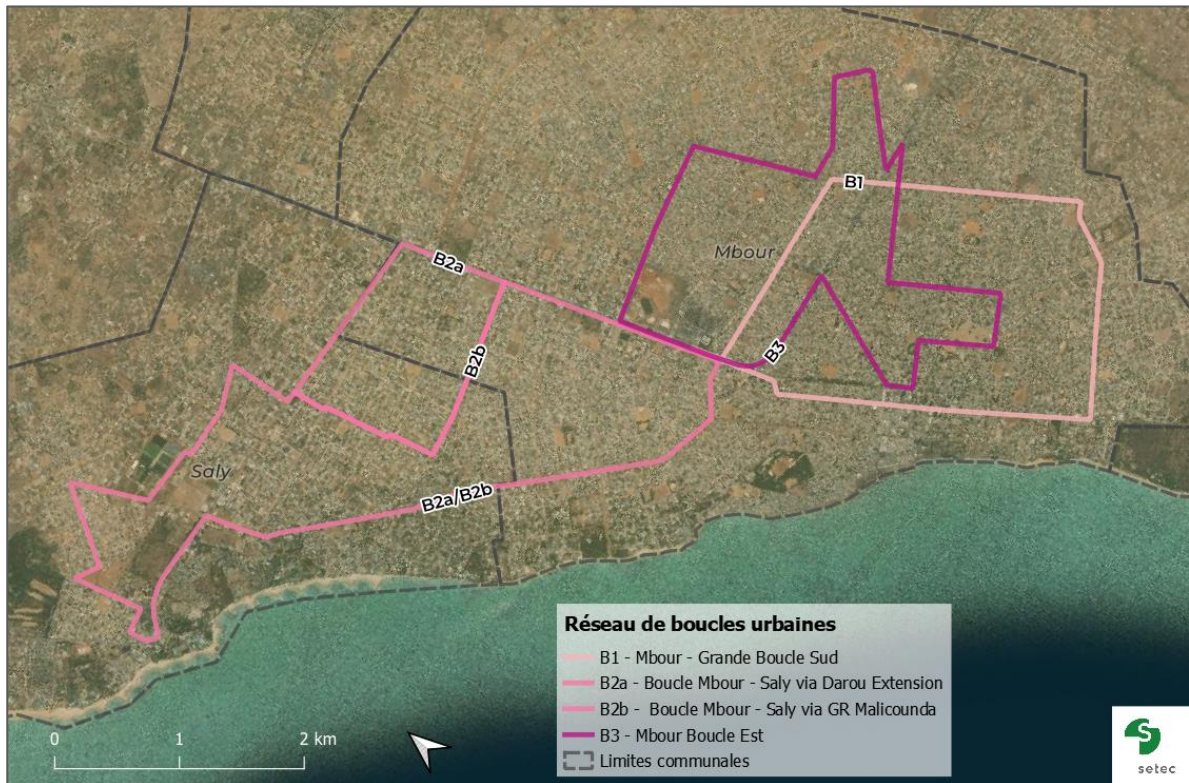 B1
Mbour
B2a
B2b
B3
Saly
B2a/B2b
Réseau de boucles urbaines
B1 - Mbour - Grande Boucle Sud
B2a - Boucle Mbour - Saly via Darou Extension
B2b - Boucle Mbour - Saly via GR Malicounda
B3 - Mbour Boucle Est
Limites communales
0 1 2 km
setec